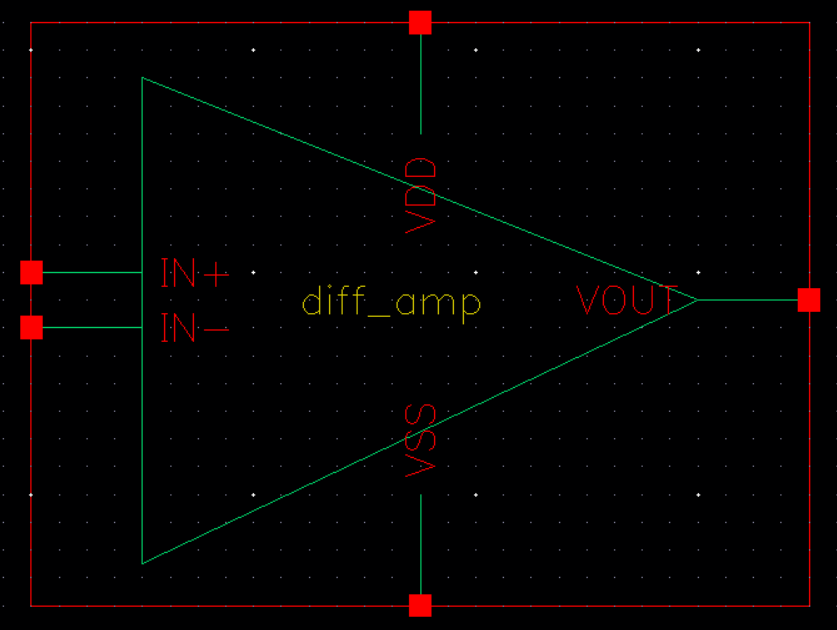 VDD
IN+
diff_amp
VOUT
IN−
VSS